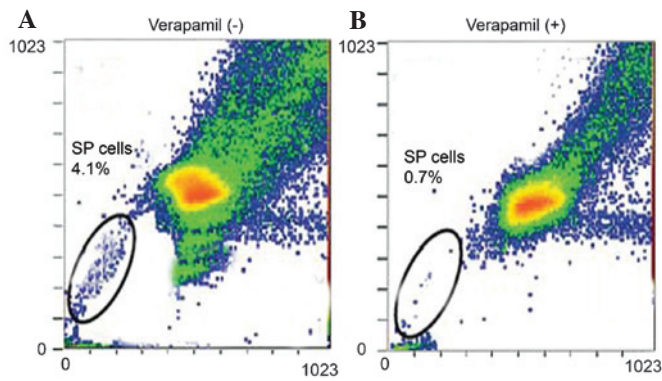 A
Verapamil (-)
1023
SP cells
4.1%
0
0
1023
B
Verapamil (+)
1023
SP cells
0.7%
0
0
1023